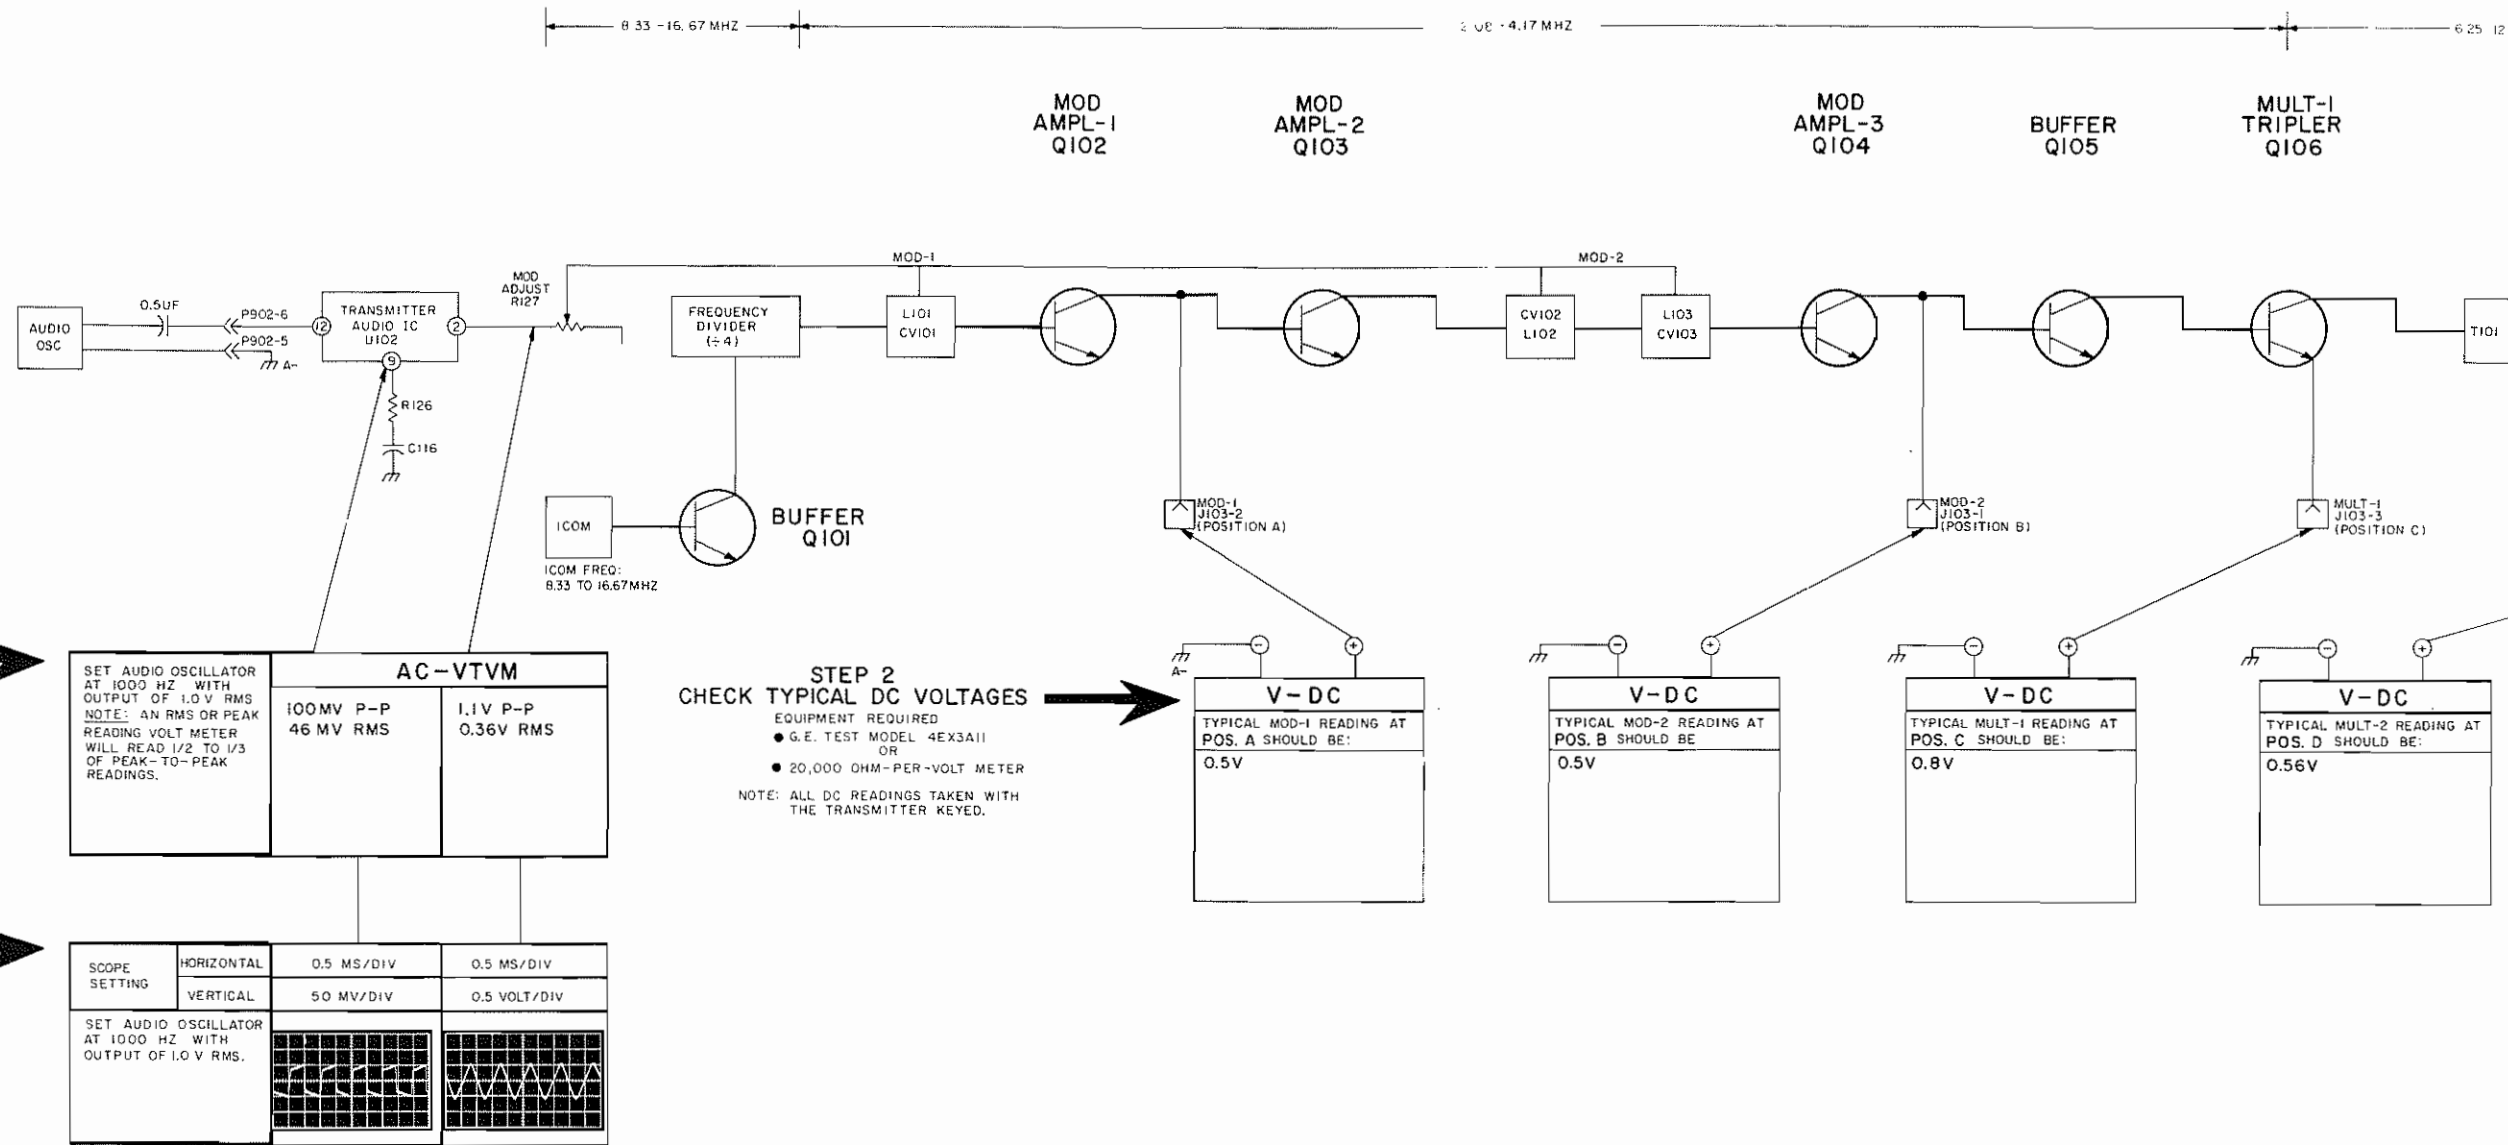 8.33 -16.67 MHZ
-4.17 MHZ
6.25 12
MOD
AMPL-1
Q102
MOD
AMPL-2
Q103
MOD
AMPL-3
Q104
BUFFER
Q105
MULT-1
TRIPLER
Q106
MOD-1
MOD-2
MOD
ADJUST
R127
AUDIO
OSC
0.5UF
P902-6
P902-5
A-
12
TRANSMITTER
AUDIO IC
U102
2
9
R126
C116
FREQUENCY
DIVIDER
(÷4)
L101
CV101
CV102
L102
L103
CV103
T101
ICOM
ICOM FREQ:
8.33 TO 16.67MHZ
BUFFER
Q101
MOD-1
J103-2
(POSITION A)
MOD-2
J103-1
(POSITION B)
MULT-1
J103-3
(POSITION C)
SET AUDIO OSCILLATOR
AT 1000 HZ WITH
OUTPUT OF 1.0 V RMS
NOTE: AN RMS OR PEAK
READING VOLT METER
WILL READ 1/2 TO 1/3
OF PEAK-TO-PEAK
READINGS.
AC-VTVM
100MV P-P
46 MV RMS
1.1V P-P
0.36V RMS
STEP 2
CHECK TYPICAL DC VOLTAGES
EQUIPMENT REQUIRED
● G.E. TEST MODEL 4EX3A11
OR
● 20,000 OHM-PER-VOLT METER
NOTE: ALL DC READINGS TAKEN WITH
THE TRANSMITTER KEYED.
A-
- +
V-DC
TYPICAL MOD-1 READING AT
POS. A SHOULD BE:
0.5V
- +
V-DC
TYPICAL MOD-2 READING AT
POS. B SHOULD BE
0.5V
- +
V-DC
TYPICAL MULT-1 READING AT
POS. C SHOULD BE:
0.8V
- +
V-DC
TYPICAL MULT-2 READING AT
POS. D SHOULD BE:
0.56V
SCOPE
SETTING
HORIZONTAL
0.5 MS/DIV
0.5 MS/DIV
VERTICAL
50 MV/DIV
0.5 VOLT/DIV
SET AUDIO OSCILLATOR
AT 1000 HZ WITH
OUTPUT OF 1.0 V RMS.